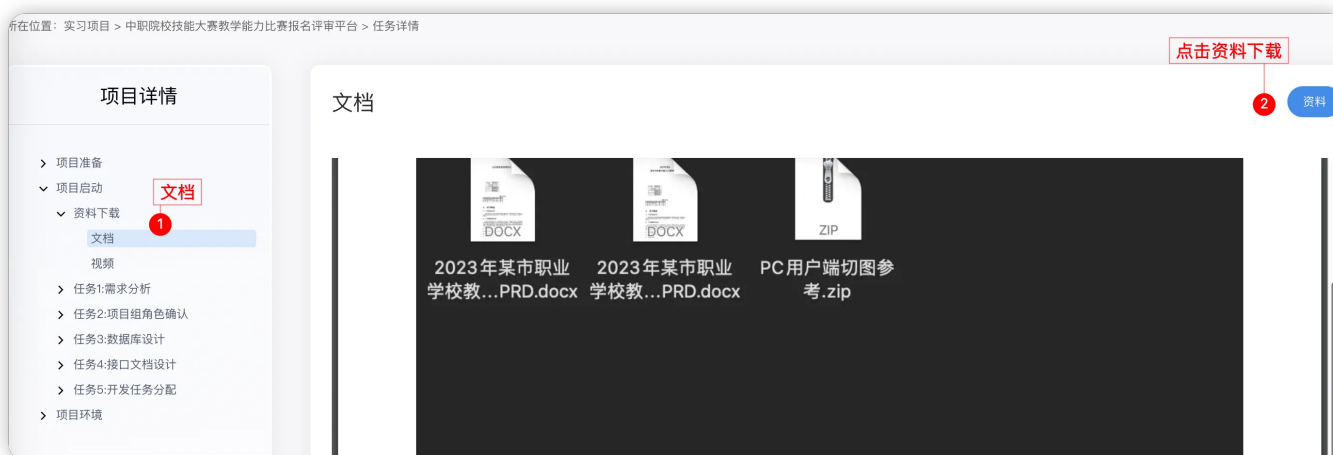 所在位置：实习项目 > 中职院校技能大赛教学能力比赛报名评审平台 > 任务详情
点击资料下载
项目详情
文档
2
资料
项目准备
项目启动
文档
资料下载
1
文档
视频
任务1:需求分析
任务2:项目组角色确认
任务3:数据库设计
任务4:接口文档设计
任务5:开发任务分配
项目环境
DOCX
DOCX
ZIP
2023年某市职业
学校教...PRD.docx
2023年某市职业
学校教...PRD.docx
PC用户端切图参
考.zip